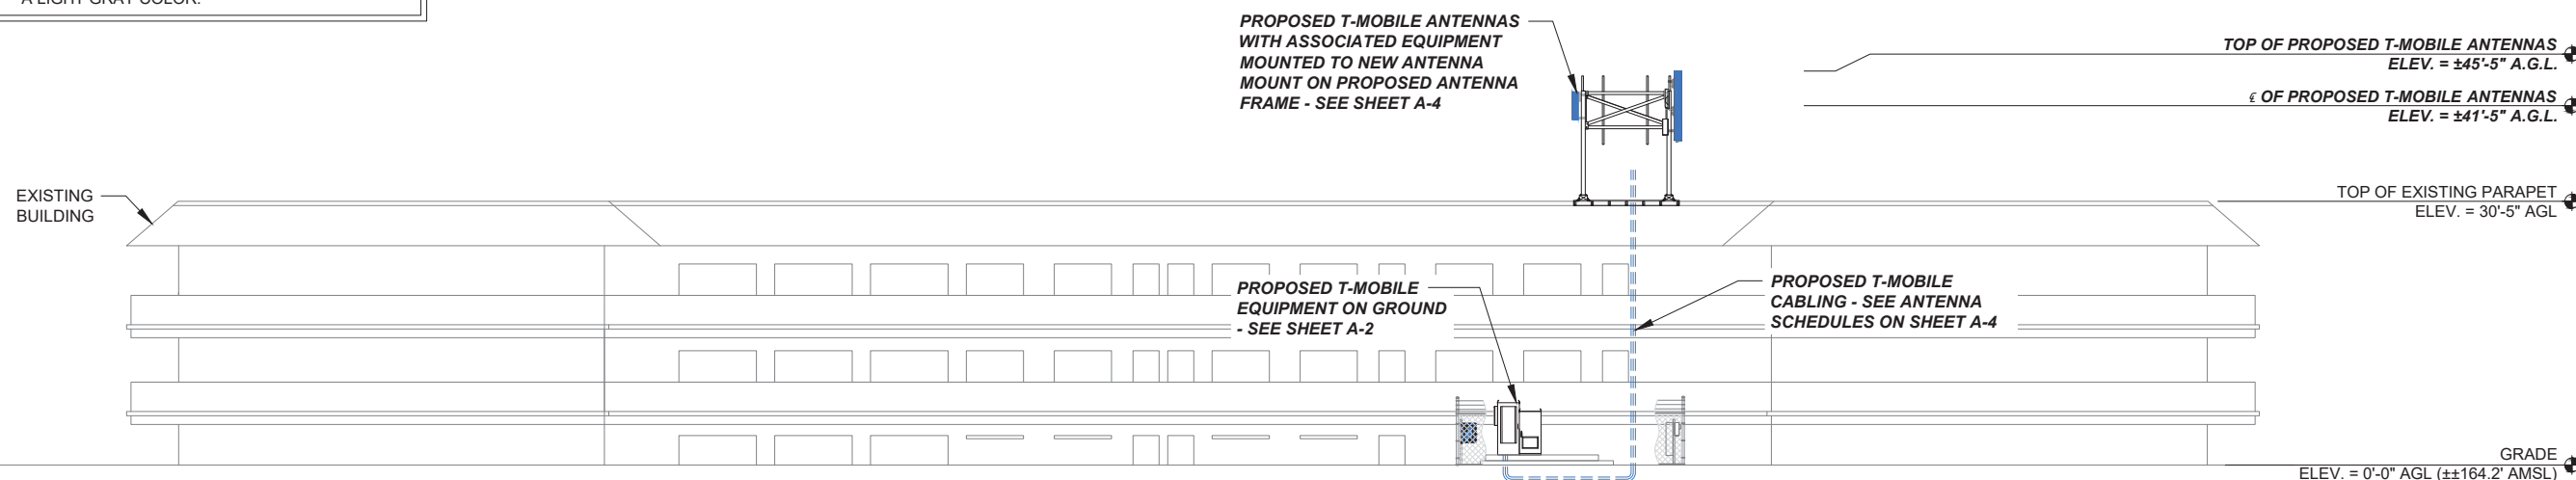 A LIGHT GRAY COLOR.
PROPOSED T-MOBILE ANTENNAS
WITH ASSOCIATED EQUIPMENT
MOUNTED TO NEW ANTENNA
MOUNT ON PROPOSED ANTENNA
FRAME - SEE SHEET A-4
TOP OF PROPOSED T-MOBILE ANTENNAS
ELEV. = ±45'-5" A.G.L.
℄ OF PROPOSED T-MOBILE ANTENNAS
ELEV. = ±41'-5" A.G.L.
EXISTING
BUILDING
TOP OF EXISTING PARAPET
ELEV. = 30'-5" AGL
PROPOSED T-MOBILE
EQUIPMENT ON GROUND
- SEE SHEET A-2
PROPOSED T-MOBILE
CABLING - SEE ANTENNA
SCHEDULES ON SHEET A-4
GRADE
ELEV. = 0'-0" AGL (±±164.2' AMSL)